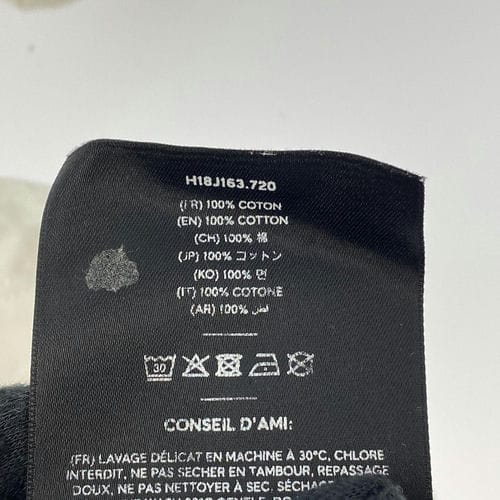 H18J163.720
(FR) 100% COTON
(EN) 100% COTTON
(CH) 100% 棉
(JP) 100% コットン
(KO) 100% 면
(IT) 100% COTONE
(AR) 100% قطن
30
CONSEIL D'AMI:
(FR) LAVAGE DÉLICAT EN MACHINE À 30°C, CHLORE
INTERDIT, NE PAS SÉCHER EN TAMBOUR, REPASSAGE
DOUX, NE PAS NETTOYER À SEC. SÉCHAGE